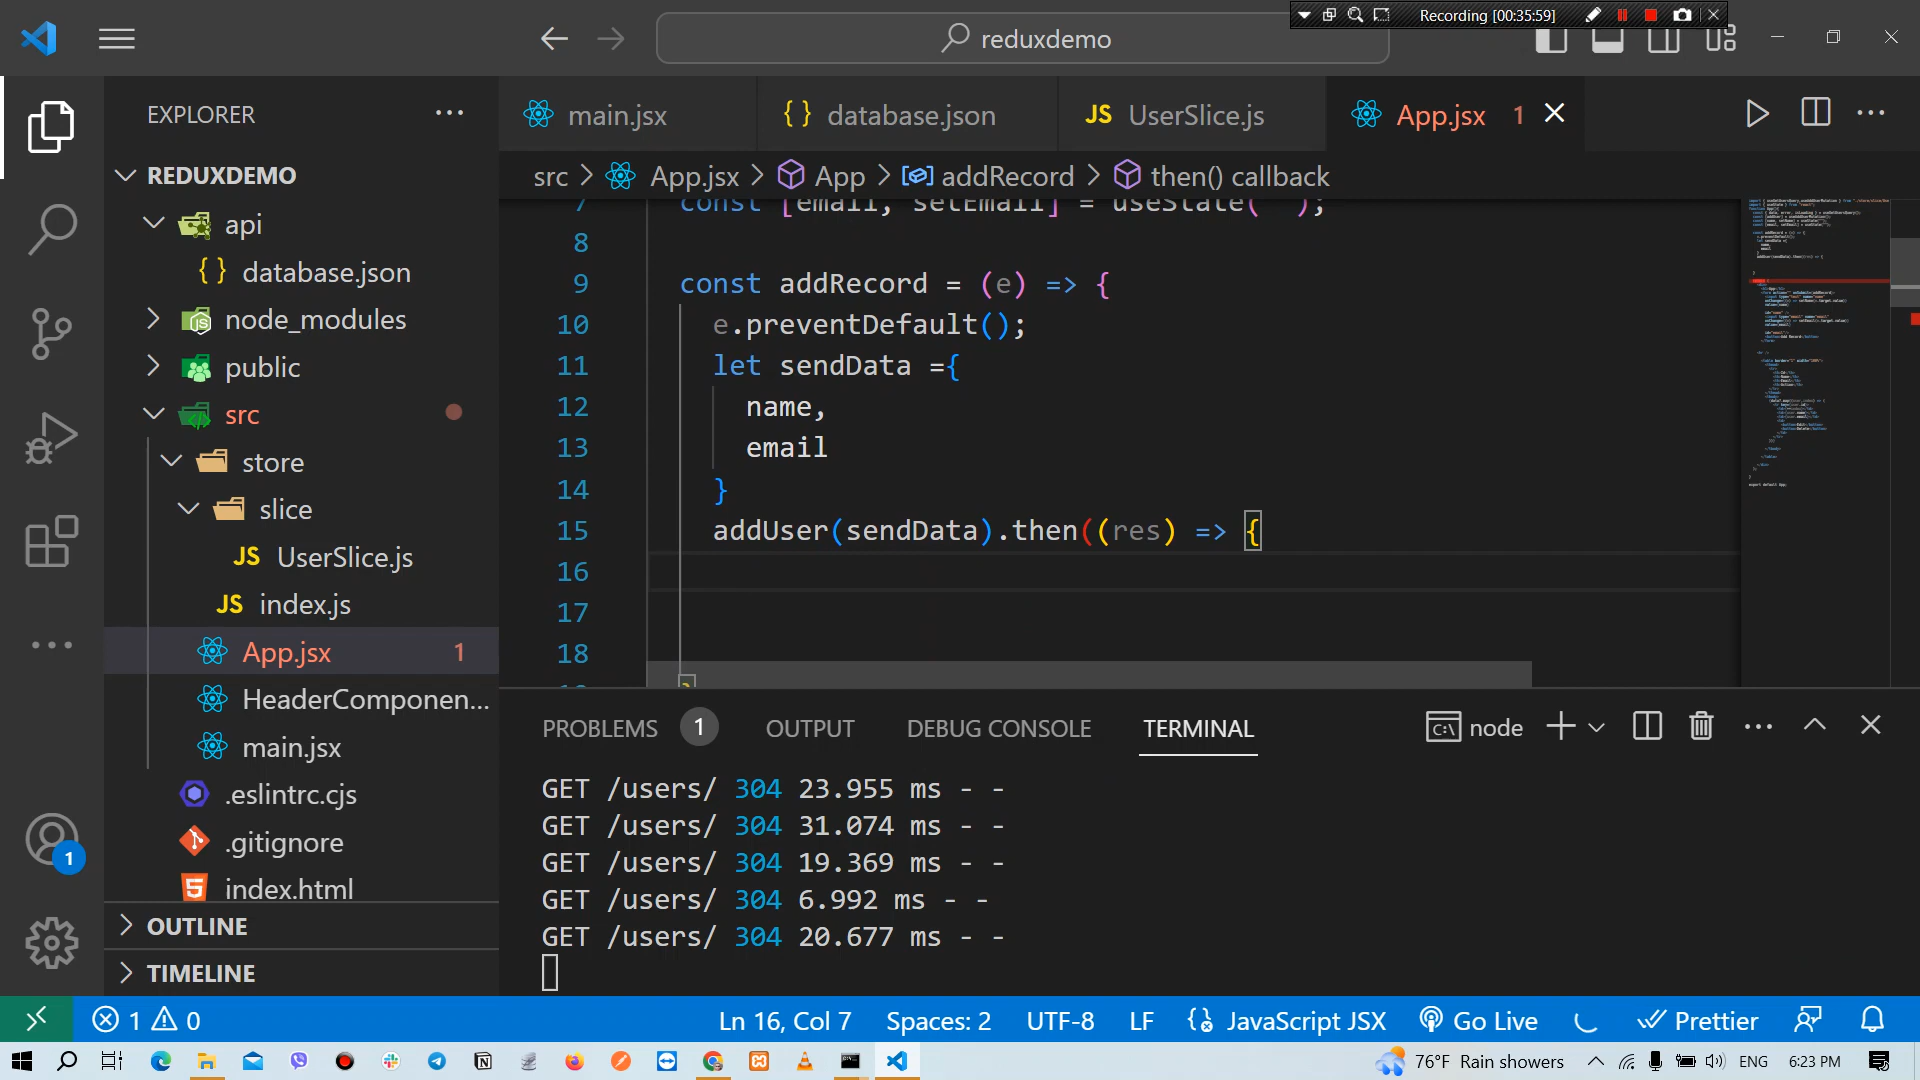 reduxdemo
Recording [00:35:59]
EXPLORER
REDUXDEMO
api
database.json
node_modules
public
src
store
slice
UserSlice.js
index.js
App.jsx 1
HeaderComponen...
main.jsx
.eslintrc.cjs
.gitignore
index.html
OUTLINE
TIMELINE
1
main.jsx
database.json
UserSlice.js
App.jsx 1
src > App.jsx > App > addRecord > then() callback
7 const [email, setEmail] = useState( );
8
9 const addRecord = (e) => {
10 e.preventDefault();
11 let sendData ={
12 name,
13 email
14 }
15 addUser(sendData).then((res) => {
16
17
18
PROBLEMS 1 OUTPUT DEBUG CONSOLE TERMINAL
node
GET /users/ 304 23.955 ms - -
GET /users/ 304 31.074 ms - -
GET /users/ 304 19.369 ms - -
GET /users/ 304 6.992 ms - -
GET /users/ 304 20.677 ms - -
1 0
Ln 16, Col 7 Spaces: 2 UTF-8 LF JavaScript JSX Go Live Prettier
76°F Rain showers ENG 6:23 PM